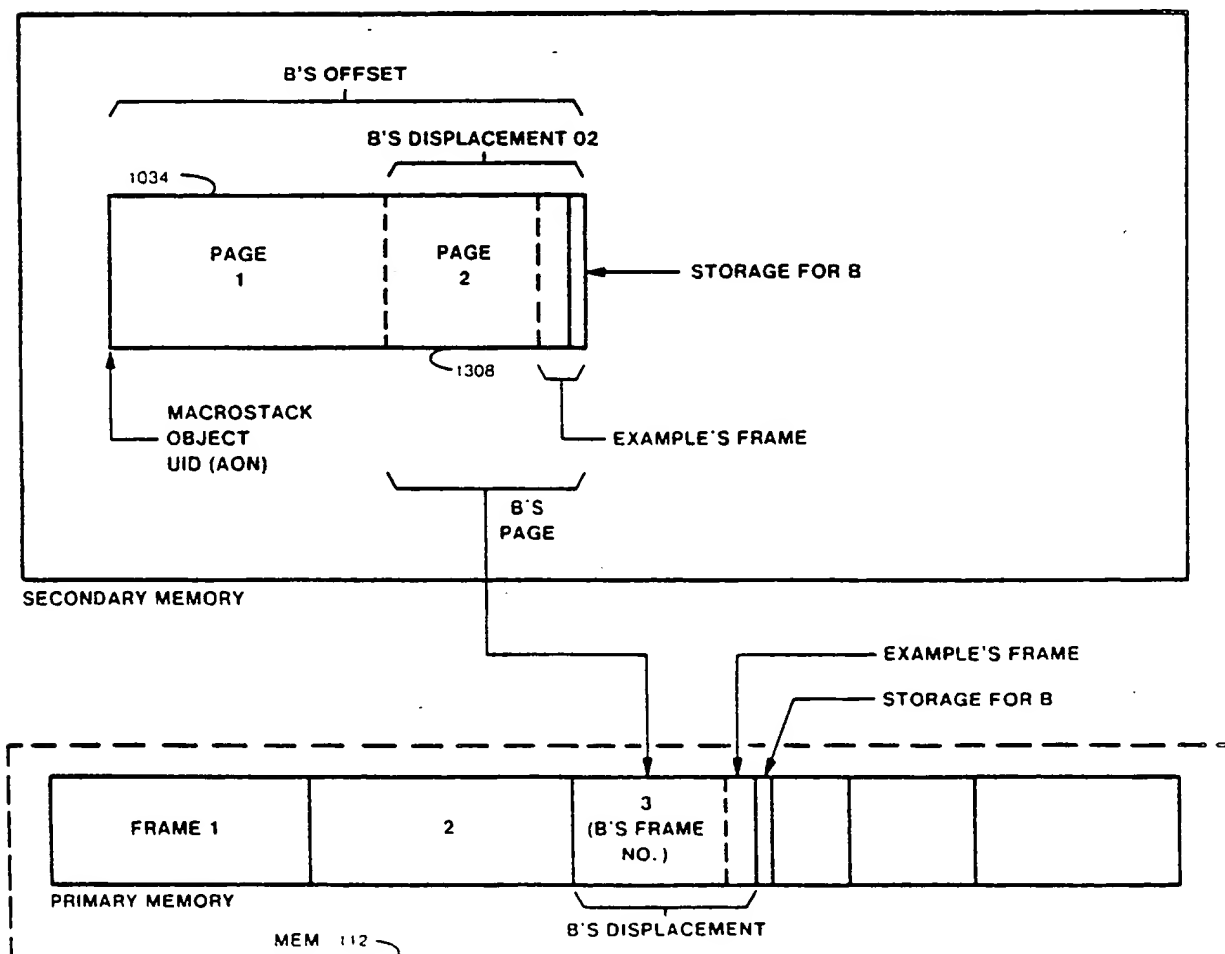 B'S OFFSET
B'S DISPLACEMENT 02
1034
PAGE
1
PAGE
2
STORAGE FOR B
1308
MACROSTACK
OBJECT
UID (AON)
EXAMPLE'S FRAME
B'S
PAGE
SECONDARY MEMORY
EXAMPLE'S FRAME
STORAGE FOR B
FRAME 1
2
3
(B'S FRAME
NO.)
PRIMARY MEMORY
B'S DISPLACEMENT
MEM 112